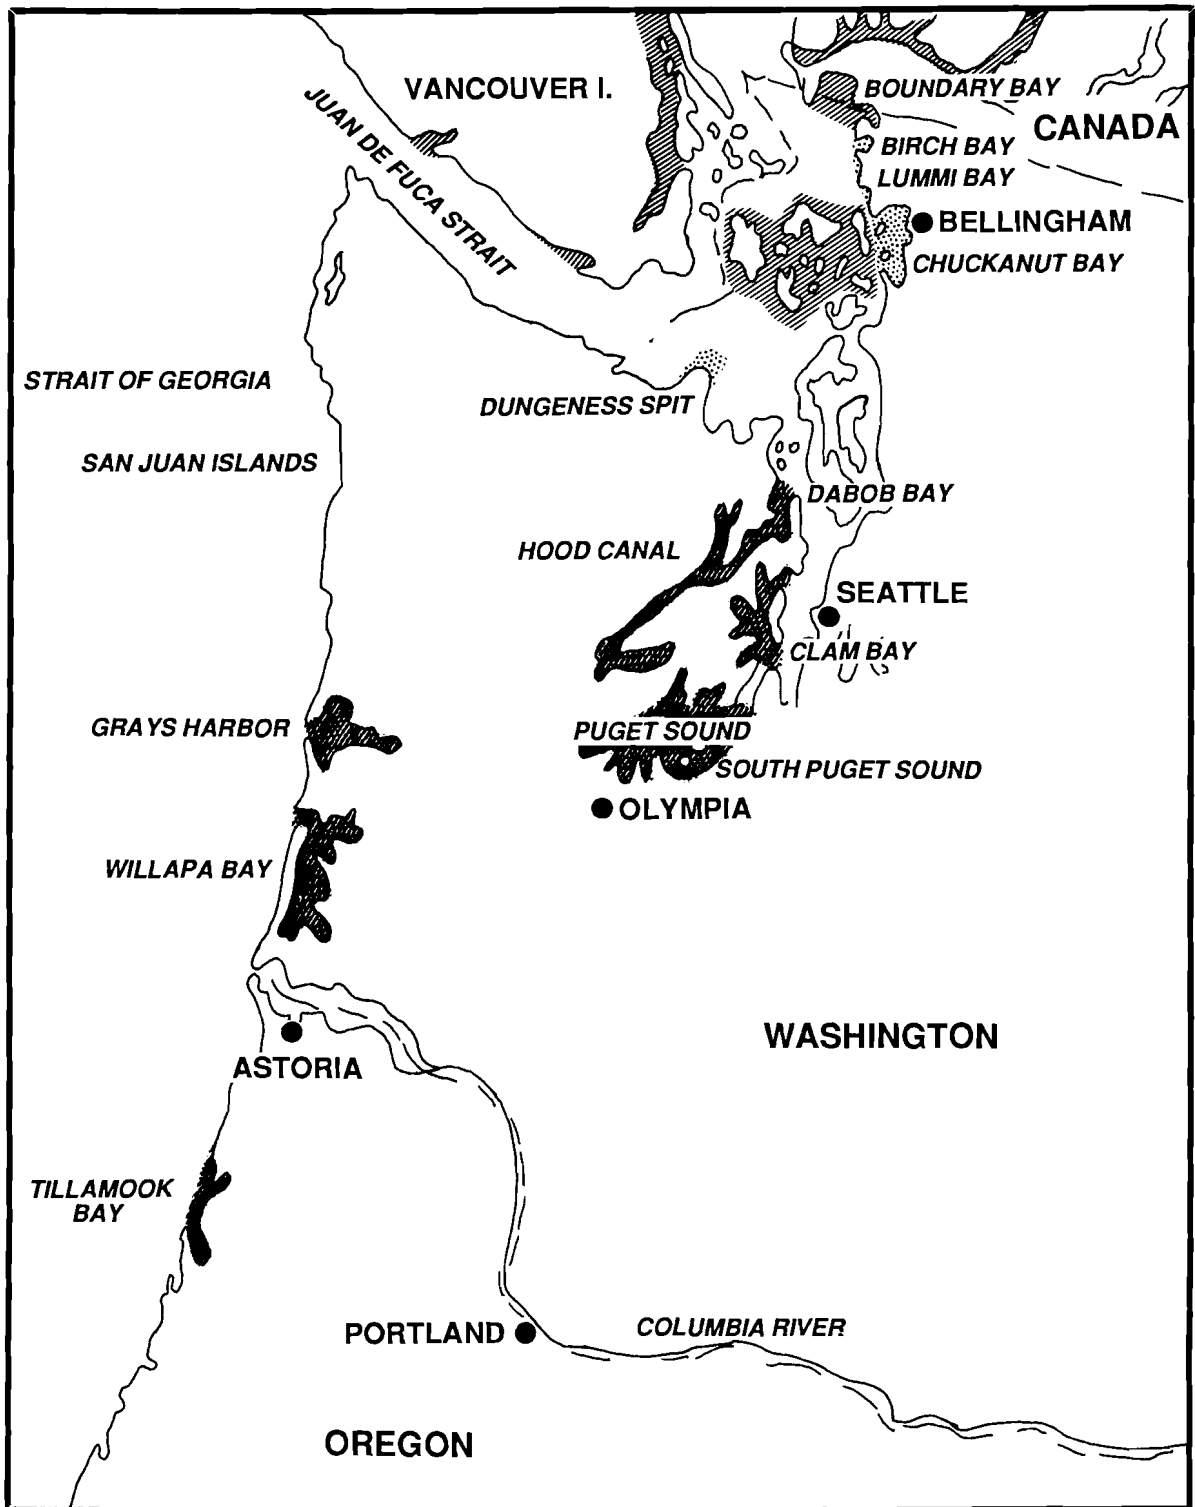 VANCOUVER I.
BOUNDARY BAY
JUAN DE FUCA STRAIT
CANADA
BIRCH BAY
LUMMI BAY
BELLINGHAM
CHUCKANUT BAY
STRAIT OF GEORGIA
DUNGENESS SPIT
SAN JUAN ISLANDS
DABOB BAY
HOOD CANAL
SEATTLE
CLAM BAY
GRAYS HARBOR
PUGET SOUND
SOUTH PUGET SOUND
OLYMPIA
WILLAPA BAY
WASHINGTON
ASTORIA
TILLAMOOK
BAY
PORTLAND
COLUMBIA RIVER
OREGON